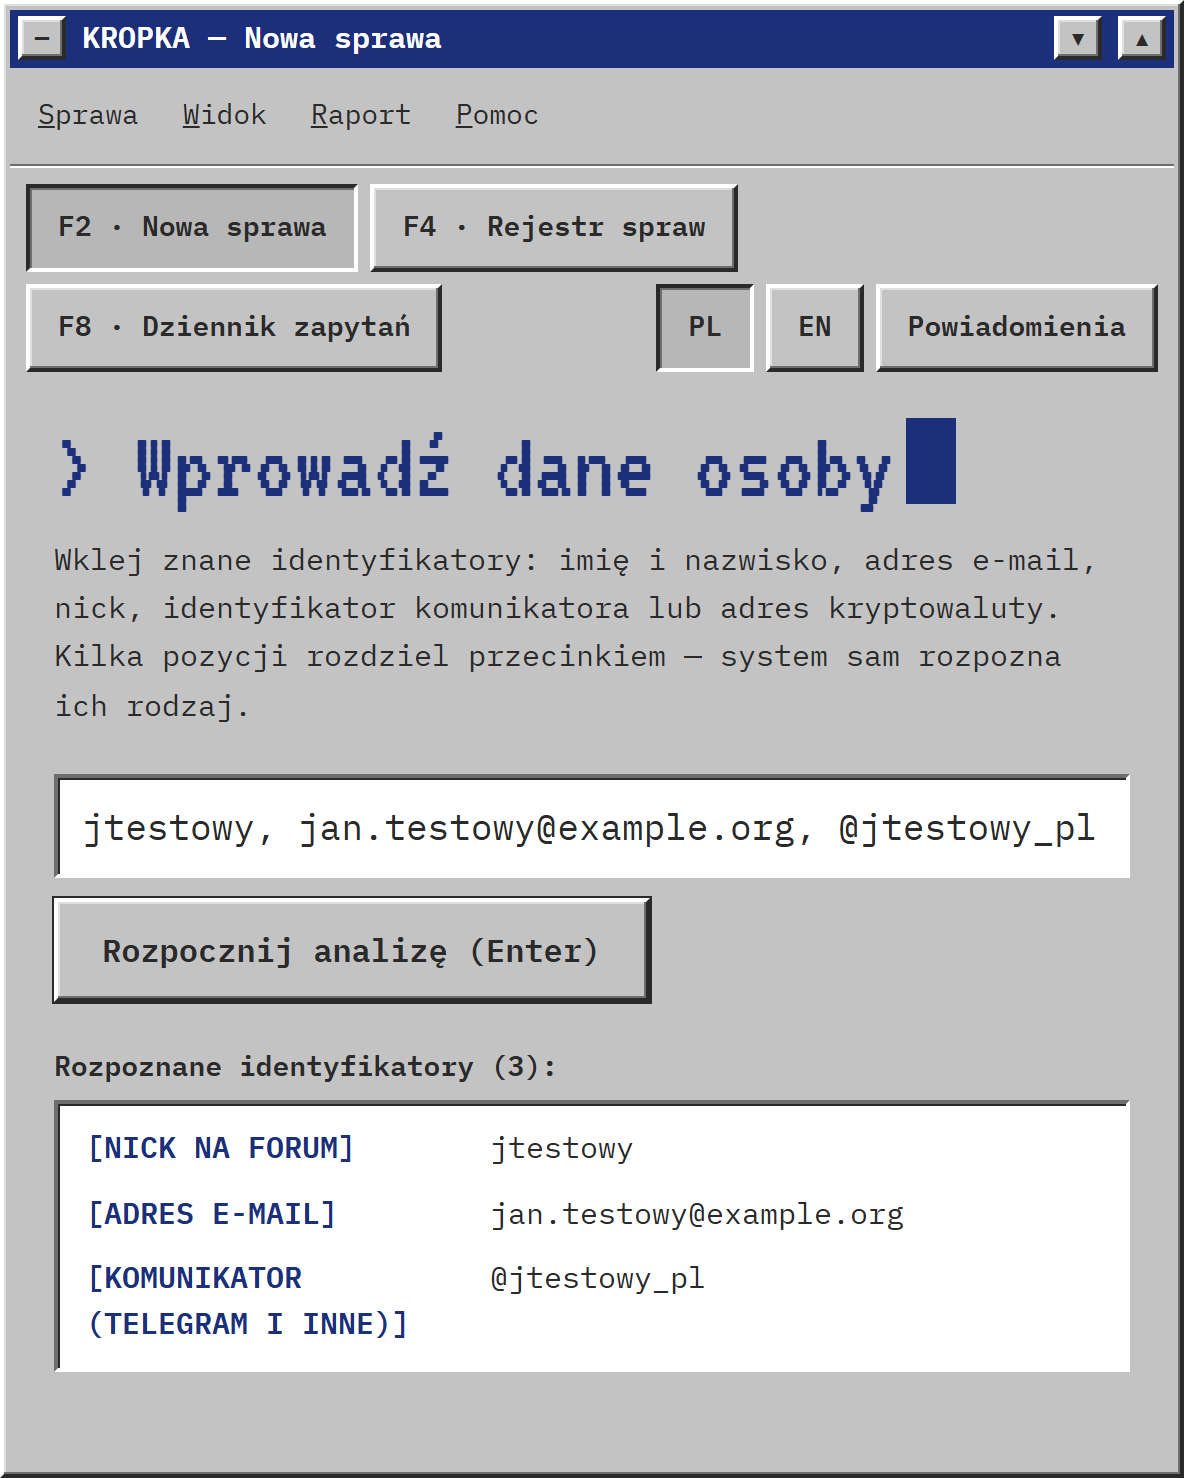 KROPKA — Nowa sprawa
Sprawa Widok Raport Pomoc
F2 · Nowa sprawa F4 · Rejestr spraw
F8 · Dziennik zapytań PL EN Powiadomienia
› Wprowadź dane osoby
Wklej znane identyfikatory: imię i nazwisko, adres e-mail,
nick, identyfikator komunikatora lub adres kryptowaluty.
Kilka pozycji rozdziel przecinkiem — system sam rozpozna
ich rodzaj.
jtestowy, jan.testowy@example.org, @jtestowy_pl
Rozpocznij analizę (Enter)
Rozpoznane identyfikatory (3):
[NICK NA FORUM] jtestowy
[ADRES E-MAIL] jan.testowy@example.org
[KOMUNIKATOR @jtestowy_pl
(TELEGRAM I INNE)]